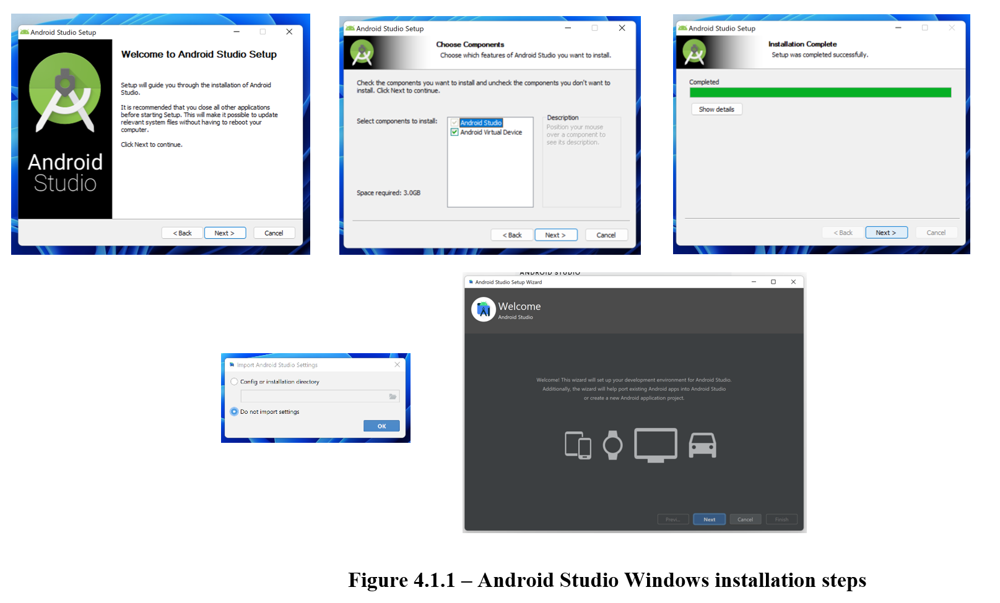 Android Studio Setup
Welcome to Android Studio Setup
Setup will guide you through the installation of Android
Studio.
It is recommended that you close all other applications
before starting Setup. This will make it possible to update
relevant system files without having to reboot your
computer.
Click Next to continue.
Android
Studio
< Back
Next >
Cancel
Android Studio Setup
Choose Components
Choose which features of Android Studio you want to install.
Check the components you want to install and uncheck the components you don't want to
install. Click Next to continue.
Select components to install:
Android Studio
Android Virtual Device
Description
Position your mouse
over a component to
see its description.
Space required: 3.0GB
< Back
Next >
Cancel
Android Studio Setup
Installation Complete
Setup was completed successfully.
Completed
Show details
< Back
Next >
Cancel
Import Android Studio Settings
Config or installation directory
Do not import settings
OK
ANDROID STUDIO
Android Studio Setup Wizard
Welcome
Android Studio
Welcome! This wizard will set up your development environment for Android Studio.
Additionally, the wizard will help port existing Android apps into Android Studio
or create a new Android application project.
Previ...
Next
Cancel
Finish
Figure 4.1.1 – Android Studio Windows installation steps